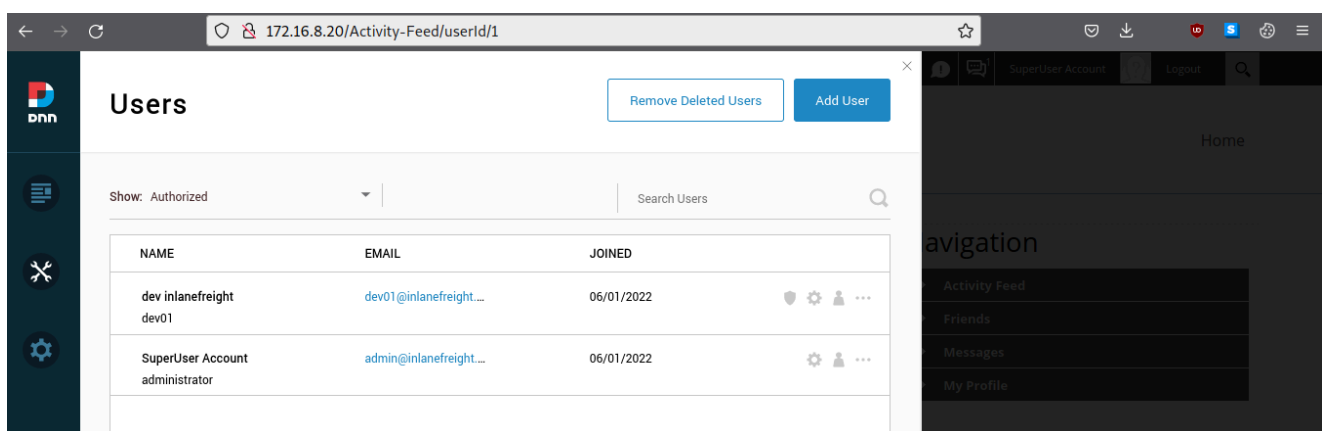 172.16.8.20/Activity-Feed/userId/1
DNN
Users
Remove Deleted Users
Add User
SuperUser Account
Logout
Home
Show: Authorized
Search Users
NAME EMAIL JOINED
dev inlanefreight dev01@inlanefreight.... 06/01/2022
dev01
SuperUser Account admin@inlanefreight.... 06/01/2022
administrator
avigation
Activity Feed
Friends
Messages
My Profile